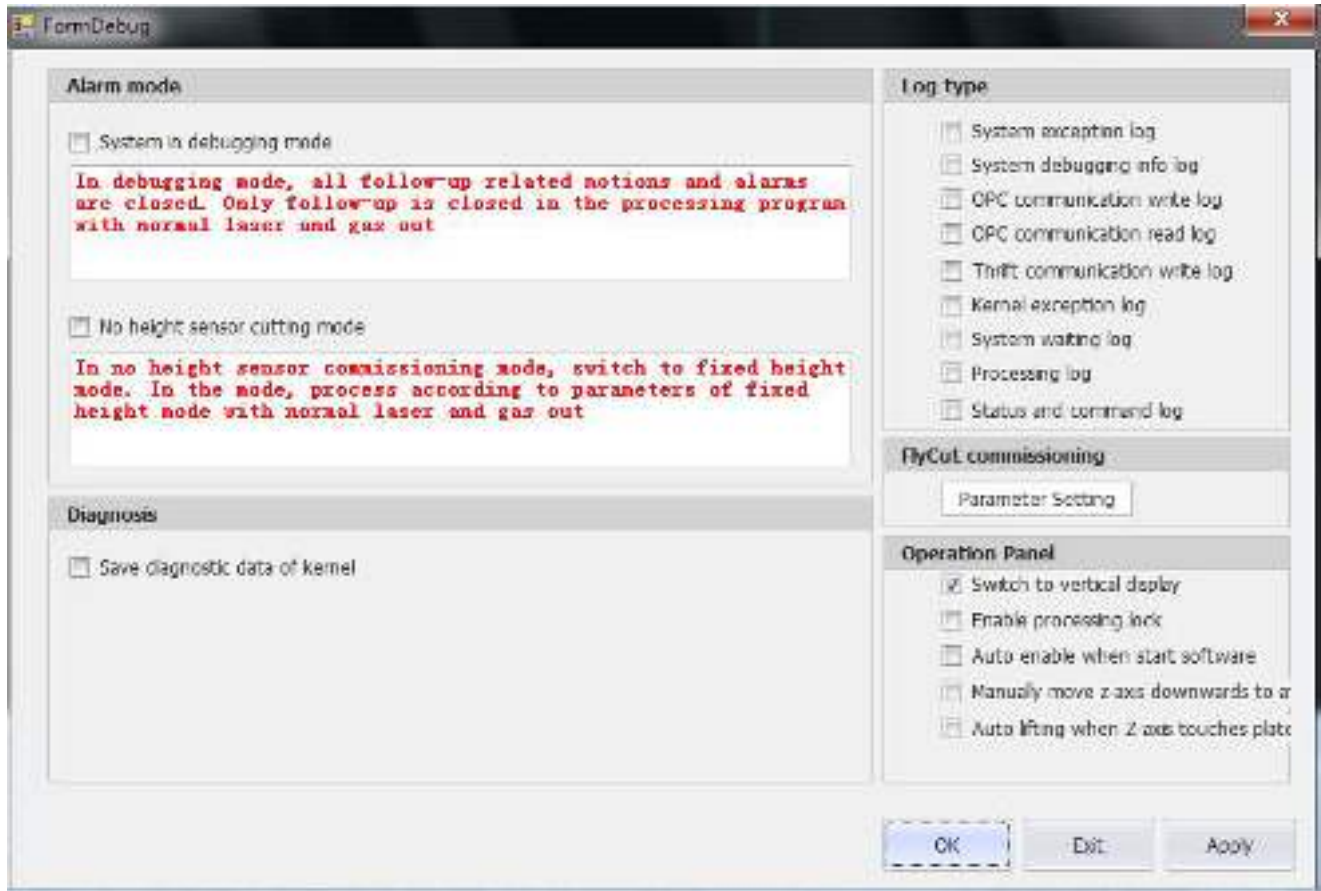 FormDebug
Alarm mode
System in debugging mode
In debugging mode, all follow-up related motions and alarms
are closed. Only follow-up is closed in the processing program
with normal laser and gas out
No height sensor cutting mode
In no height sensor commissioning mode, switch to fixed height
mode. In the mode, process according to parameters of fixed
height mode with normal laser and gas out
Diagnosis
Save diagnostic data of kernel
Log type
System exception log
System debugging info log
OPC communication write log
OPC communication read log
Thrift communication write log
Kernel exception log
System waiting log
Processing log
Status and command log
FlyCut commissioning
Parameter Setting
Operation Panel
Switch to vertical display
Enable processing lock
Auto enable when start software
Manually move z-axis downwards to
Auto lifting when Z axis touches plate
OK
Exit
Apply